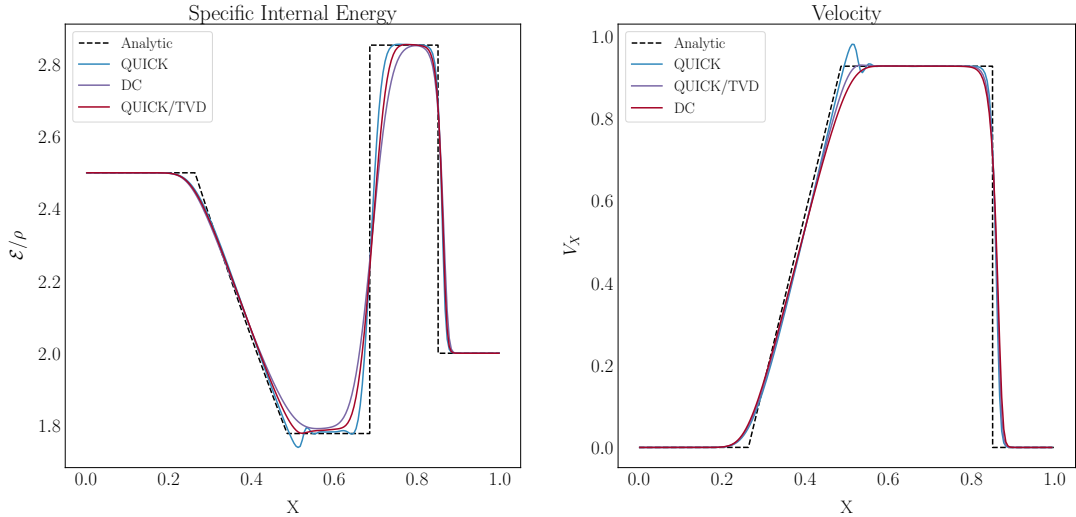 Specific Internal Energy
Analytic
QUICK
DC
QUICK/TVD
2.8
2.6
2.4
2.2
2.0
1.8
ℰ/ρ
0.0 0.2 0.4 0.6 0.8 1.0
X
Velocity
Analytic
QUICK
QUICK/TVD
DC
1.0
0.8
0.6
0.4
0.2
0.0
V_X
0.0 0.2 0.4 0.6 0.8 1.0
X